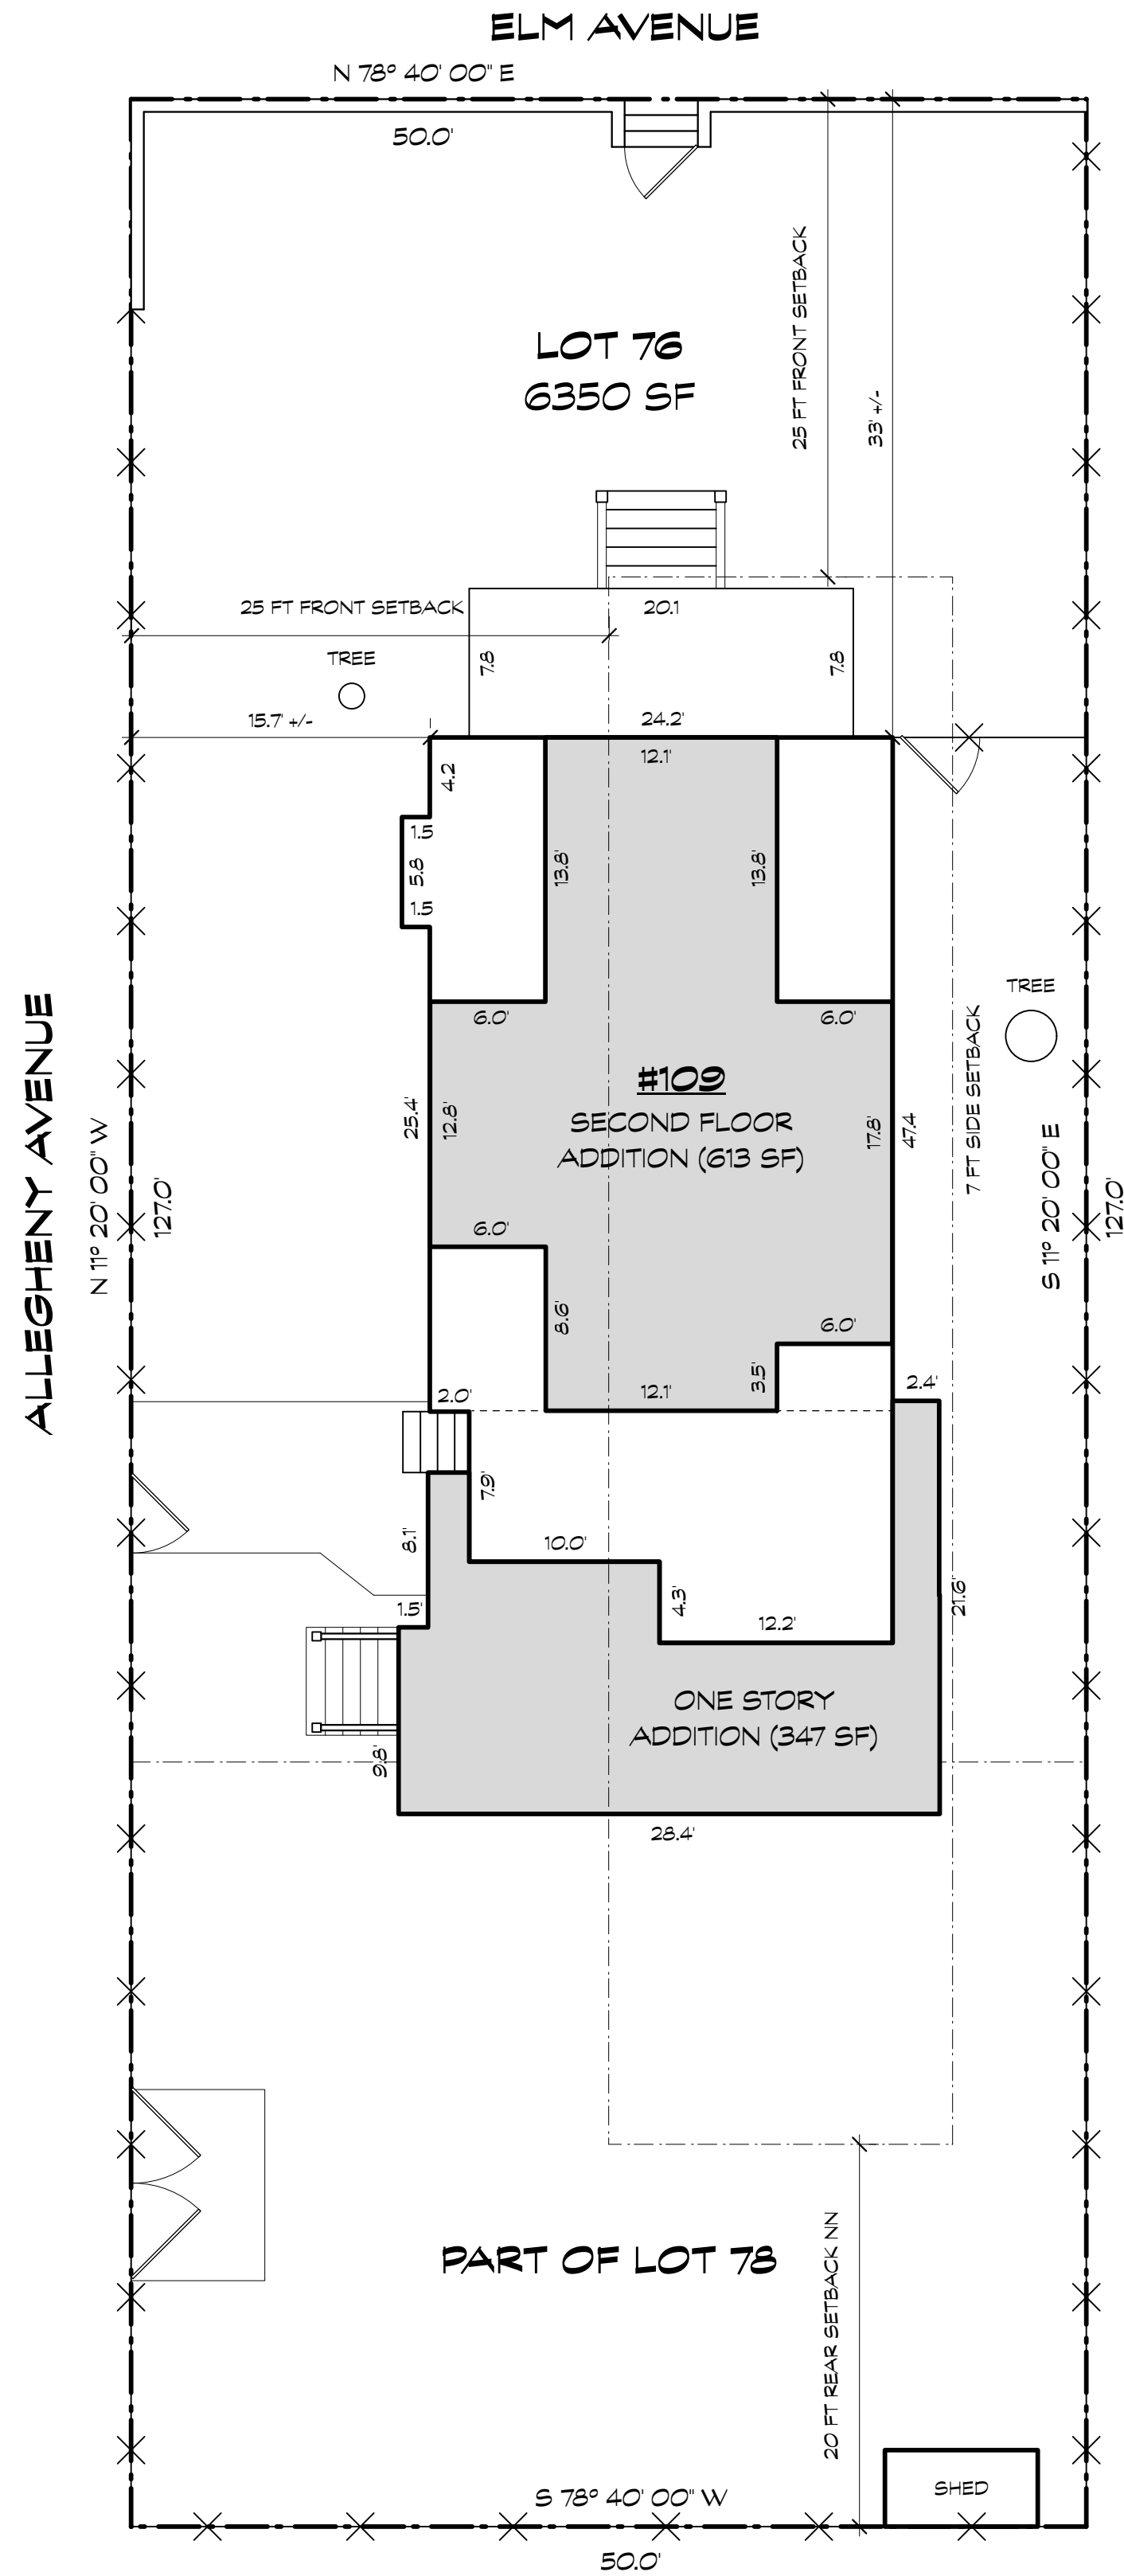 ELM AVENUE
N 78° 40' 00" E
50.0'
25 FT FRONT SETBACK
33' +/-
LOT 76
6350 SF
25 FT FRONT SETBACK
20.1
TREE
7.8
7.8
15.7' +/-
24.2'
12.1'
4.2
1.5
5.8
1.5
13.8'
13.8'
6.0'
6.0'
TREE
#109
SECOND FLOOR
ADDITION (613 SF)
25.4'
12.8'
17.8'
47.4
7 FT SIDE SETBACK
ALLEGHENY AVENUE
N 11° 20' 00" W
127.0'
S 11° 20' 00" E
127.0'
6.0'
8.6'
6.0'
3.5'
2.0'
12.1'
2.4'
7.9'
8.1'
10.0'
1.5'
4.3'
12.2'
21.6'
ONE STORY
ADDITION (347 SF)
9.8'
28.4'
PART OF LOT 78
20 FT REAR SETBACK NN
SHED
S 78° 40' 00" W
50.0'